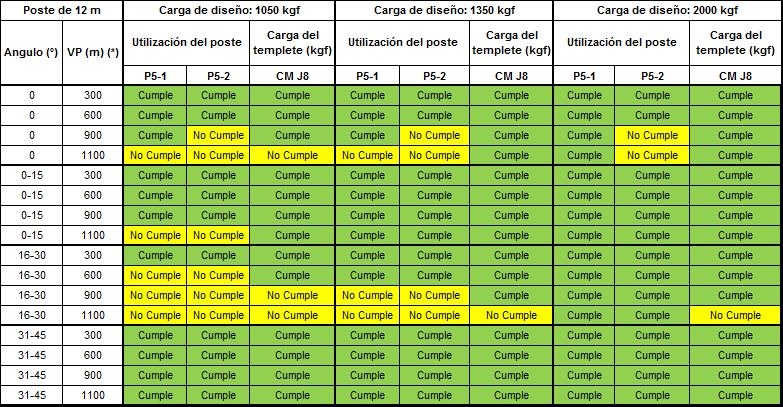 Poste de 12 m Carga de diseño: 1050 kgf Carga de diseño: 1350 kgf Carga de diseño: 2000 kgf
Angulo (°) VP (m) (*) Utilización del poste Carga del templete (kgf) Utilización del poste Carga del templete (kgf) Utilización del poste Carga del templete (kgf)
P5-1 P5-2 CM J8 P5-1 P5-2 CM J8 P5-1 P5-2 CM J8
0 300 Cumple Cumple Cumple Cumple Cumple Cumple Cumple Cumple Cumple
0 600 Cumple Cumple Cumple Cumple Cumple Cumple Cumple Cumple Cumple
0 900 Cumple No Cumple Cumple Cumple No Cumple Cumple Cumple No Cumple Cumple
0 1100 No Cumple No Cumple No Cumple No Cumple No Cumple Cumple Cumple No Cumple Cumple
0-15 300 Cumple Cumple Cumple Cumple Cumple Cumple Cumple Cumple Cumple
0-15 600 Cumple Cumple Cumple Cumple Cumple Cumple Cumple Cumple Cumple
0-15 900 Cumple Cumple Cumple Cumple Cumple Cumple Cumple Cumple Cumple
0-15 1100 No Cumple No Cumple Cumple Cumple Cumple Cumple Cumple Cumple Cumple
16-30 300 Cumple Cumple Cumple Cumple Cumple Cumple Cumple Cumple Cumple
16-30 600 No Cumple No Cumple Cumple Cumple Cumple Cumple Cumple Cumple Cumple
16-30 900 No Cumple No Cumple No Cumple No Cumple No Cumple Cumple Cumple Cumple Cumple
16-30 1100 No Cumple No Cumple No Cumple No Cumple No Cumple No Cumple Cumple Cumple No Cumple
31-45 300 Cumple Cumple Cumple Cumple Cumple Cumple Cumple Cumple Cumple
31-45 600 Cumple Cumple Cumple Cumple Cumple Cumple Cumple Cumple Cumple
31-45 900 Cumple Cumple Cumple Cumple Cumple Cumple Cumple Cumple Cumple
31-45 1100 Cumple Cumple Cumple Cumple Cumple Cumple Cumple Cumple Cumple